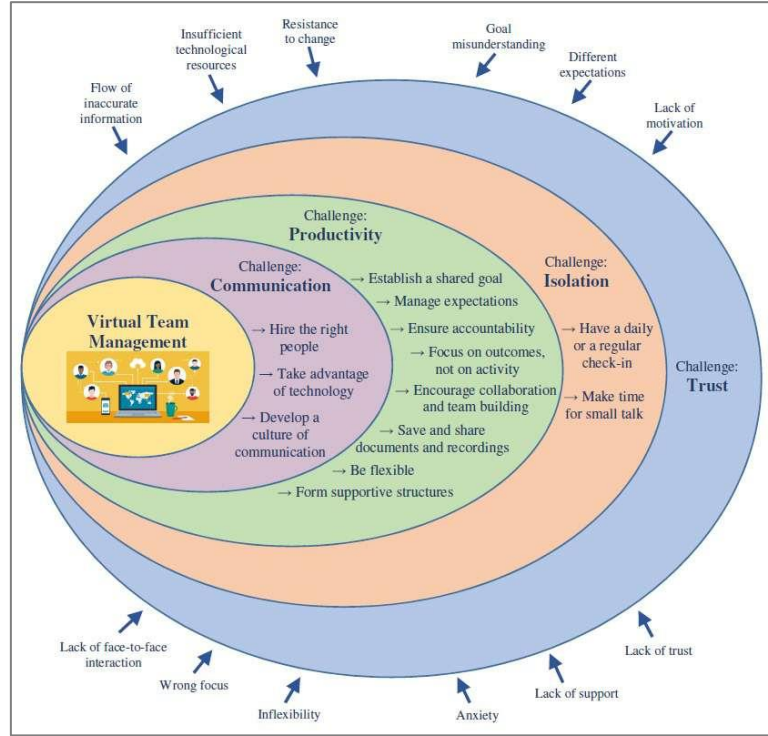 Insufficient
technological
resources
Resistance
to change
Goal
misunderstanding
Different
expectations
Flow of
inaccurate
information
Lack of
motivation
Challenge:
Productivity
Challenge:
Communication
Challenge:
Isolation
Challenge:
Trust
Virtual Team
Management
→ Hire the right
people
→ Take advantage
of technology
→ Develop a
culture of
communication
→ Establish a shared goal
→ Manage expectations
→ Ensure accountability
→ Focus on outcomes,
not on activity
→ Encourage collaboration
and team building
→ Save and share
documents and recordings
→ Be flexible
→ Form supportive structures
→ Have a daily
or a regular
check-in
→ Make time
for small talk
Lack of face-to-face
interaction
Wrong focus
Inflexibility
Anxiety
Lack of support
Lack of trust